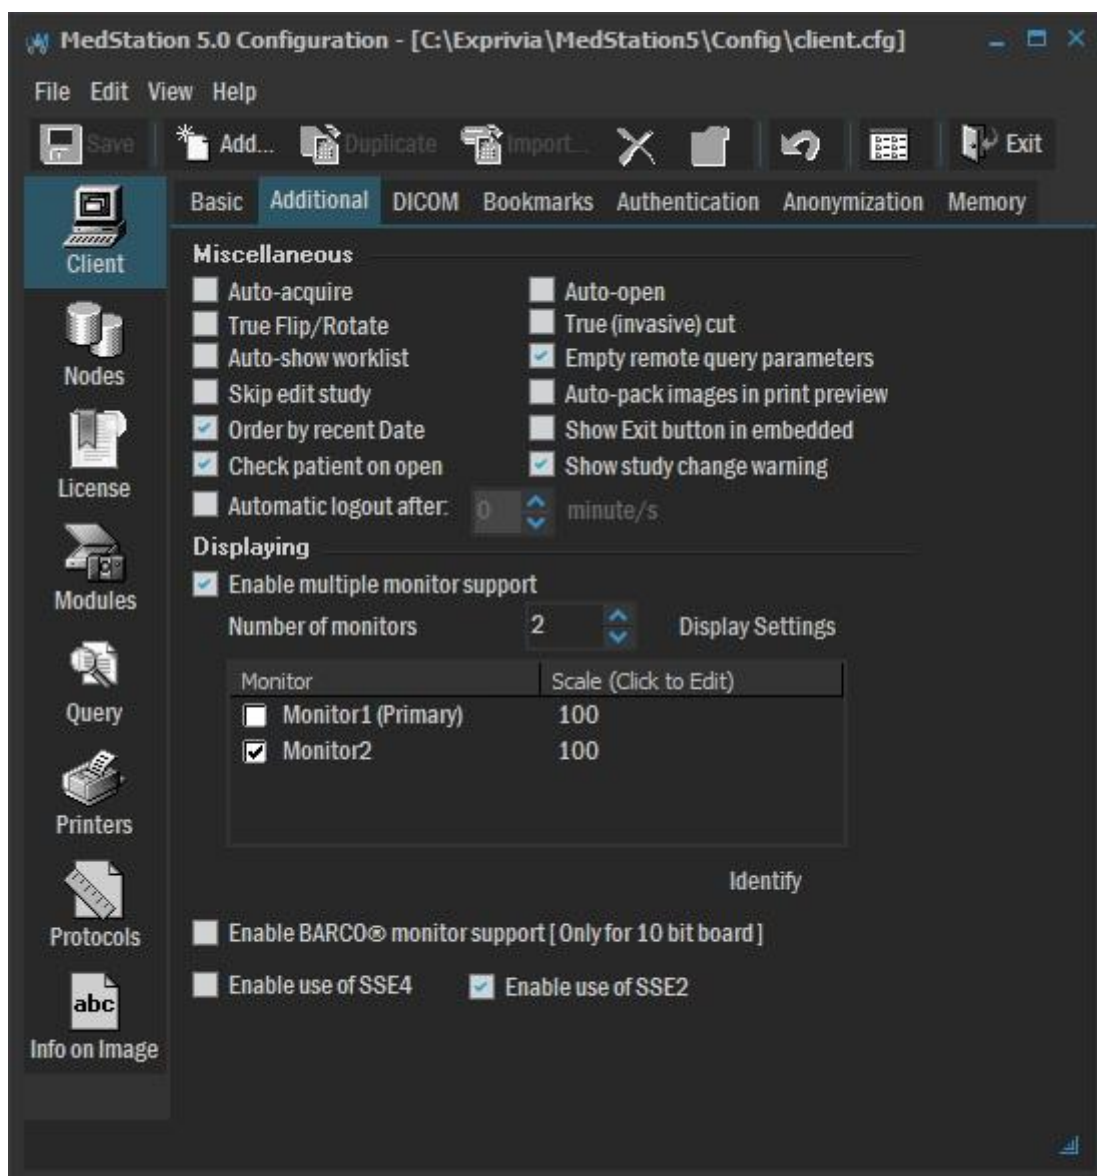 MedStation 5.0 Configuration - [C:\Exprivia\MedStation5\Config\client.cfg]
File Edit View Help
Save Add... Duplicate Import... Exit
Basic Additional DICOM Bookmarks Authentication Anonymization Memory
Client
Nodes
License
Modules
Query
Printers
Protocols
abc
Info on Image
Miscellaneous
Auto-acquire Auto-open
True Flip/Rotate True (invasive) cut
Auto-show worklist Empty remote query parameters
Skip edit study Auto-pack images in print preview
Order by recent Date Show Exit button in embedded
Check patient on open Show study change warning
Automatic logout after: 0 minute/s
Displaying
Enable multiple monitor support
Number of monitors 2 Display Settings
Monitor Scale (Click to Edit)
Monitor1 (Primary) 100
Monitor2 100
Identify
Enable BARCO® monitor support [ Only for 10 bit board ]
Enable use of SSE4 Enable use of SSE2